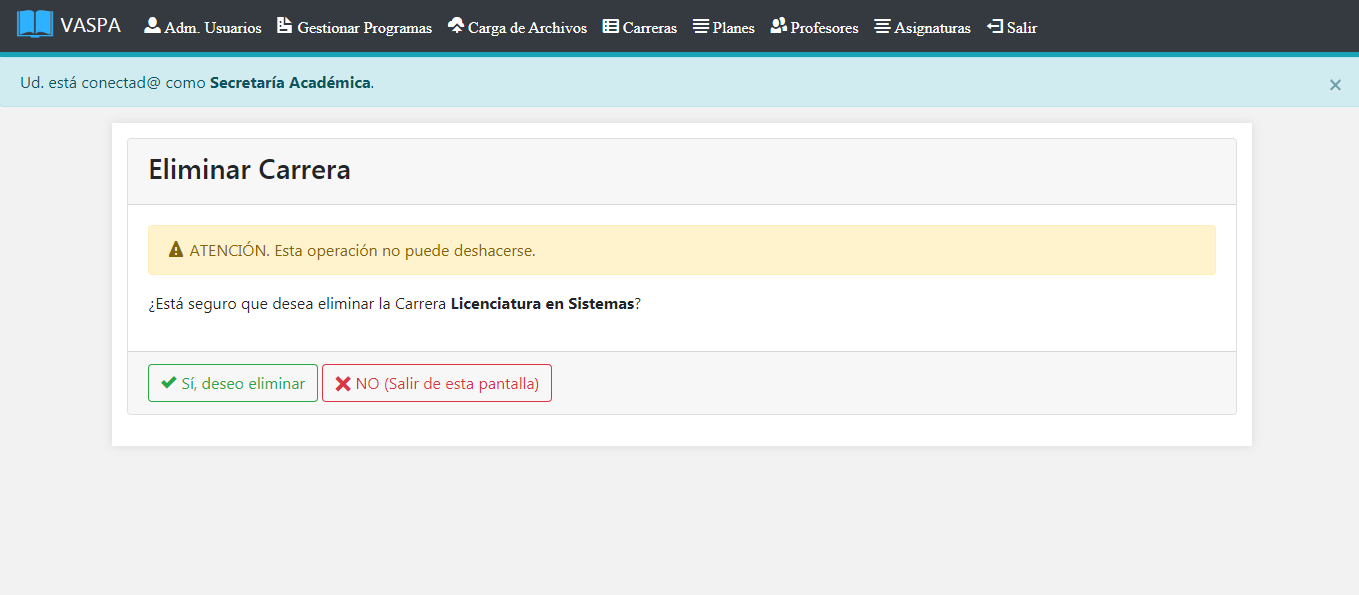 VASPA Adm. Usuarios Gestionar Programas Carga de Archivos Carreras Planes Profesores Asignaturas Salir
Ud. está conectad@ como Secretaría Académica. ×
Eliminar Carrera
ATENCIÓN. Esta operación no puede deshacerse.
¿Está seguro que desea eliminar la Carrera Licenciatura en Sistemas?
Sí, deseo eliminar NO (Salir de esta pantalla)